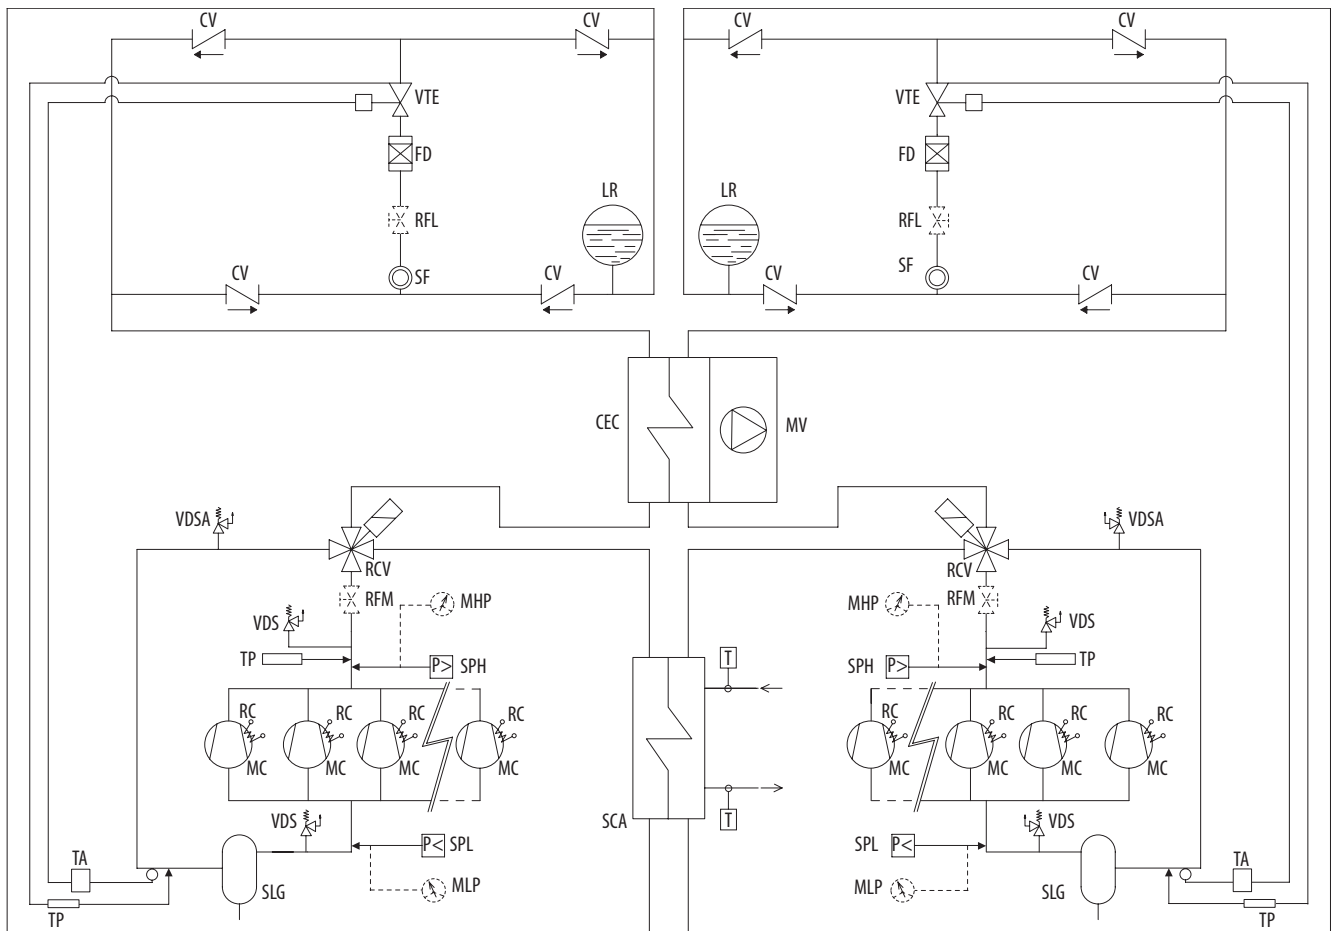 CV CV CV CV
VTE VTE
FD FD
LR LR
RFL RFL
SF SF
CV CV CV CV
CEC MV
VDSA VDSA
RCV RCV
RFM MHP MHP RFM
VDS VDS
TP P> SPH T SPH P> TP
RC RC RC RC RC RC RC RC
MC MC MC MC MC MC MC MC
SCA T
VDS VDS
P< SPL SPL P<
TA TA
SLG MLP MLP SLG
TP TP